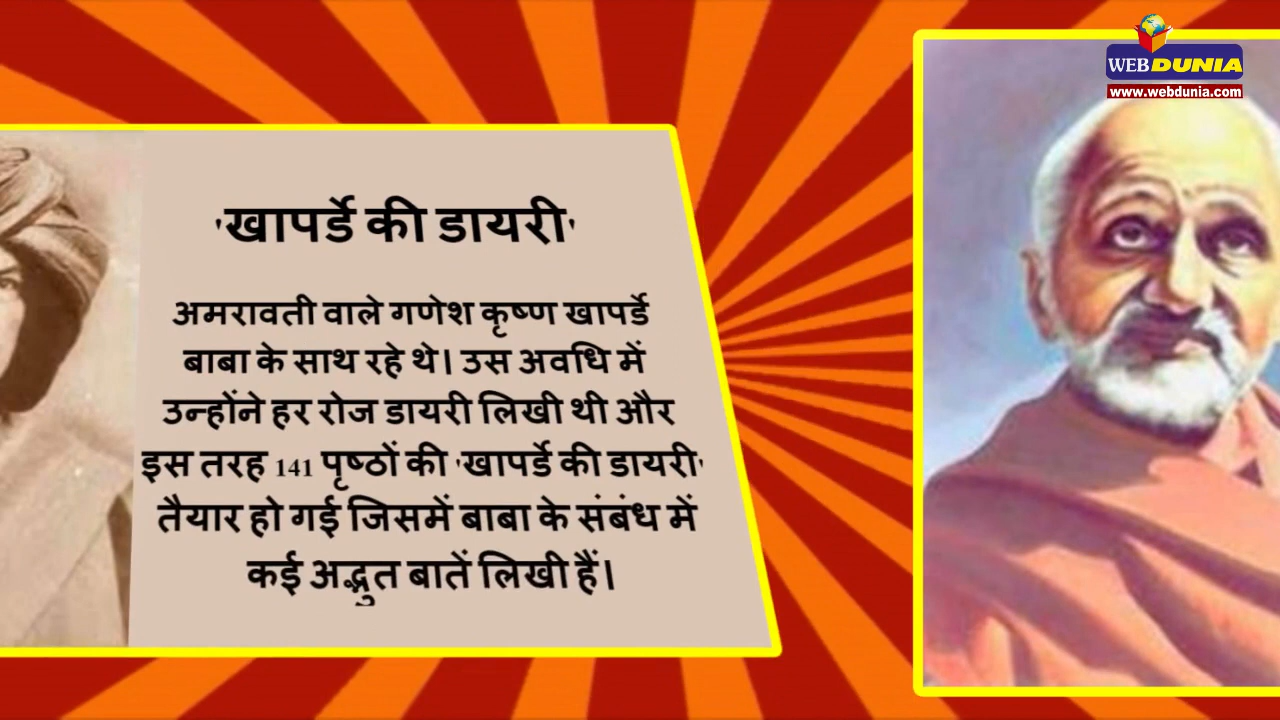 WEBDUNIA
www.webdunia.com
'खापर्डे की डायरी'
अमरावती वाले गणेश कृष्ण खापर्डे
बाबा के साथ रहे थे। उस अवधि में
उन्होंने हर रोज डायरी लिखी थी और
इस तरह 141 पृष्ठों की 'खापर्डे की डायरी'
तैयार हो गई जिसमें बाबा के संबंध में
कई अद्भुत बातें लिखी हैं।